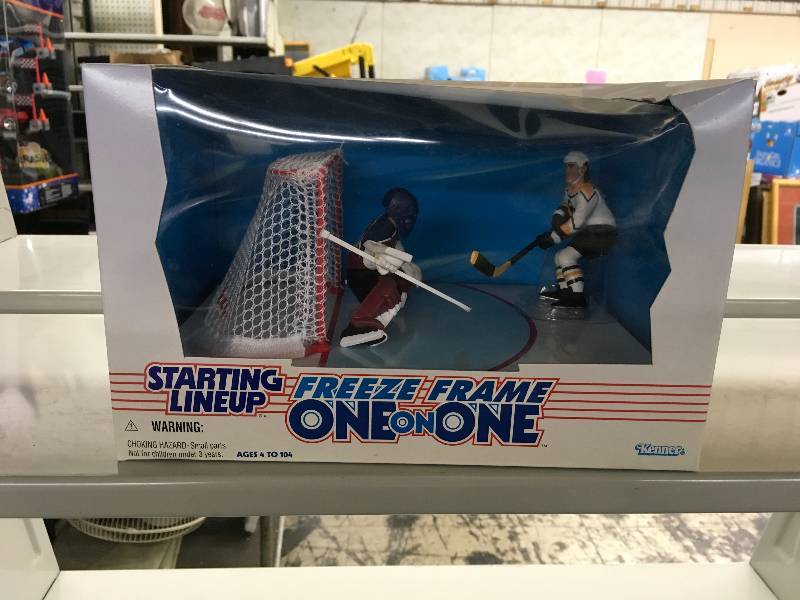 STARTING
LINEUP
FREEZE FRAME
ONE ON ONE
WARNING:
CHOKING HAZARD-Small parts.
Not for children under 3 years.
AGES 4 TO 104
Kenner